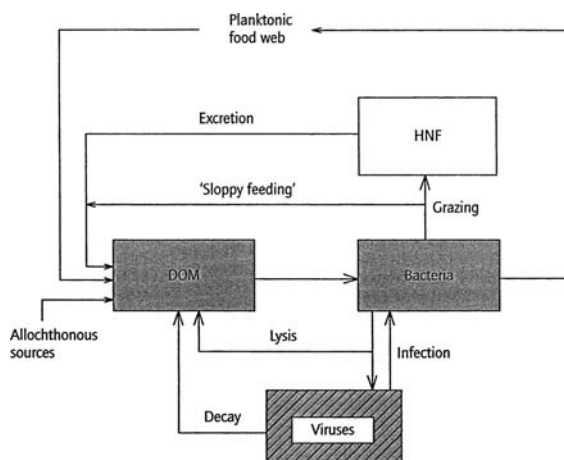 Planktonic
food web
Excretion
HNF
'Sloppy feeding'
Grazing
DOM
Bacteria
Allochthonous
sources
Lysis
Infection
Decay
Viruses